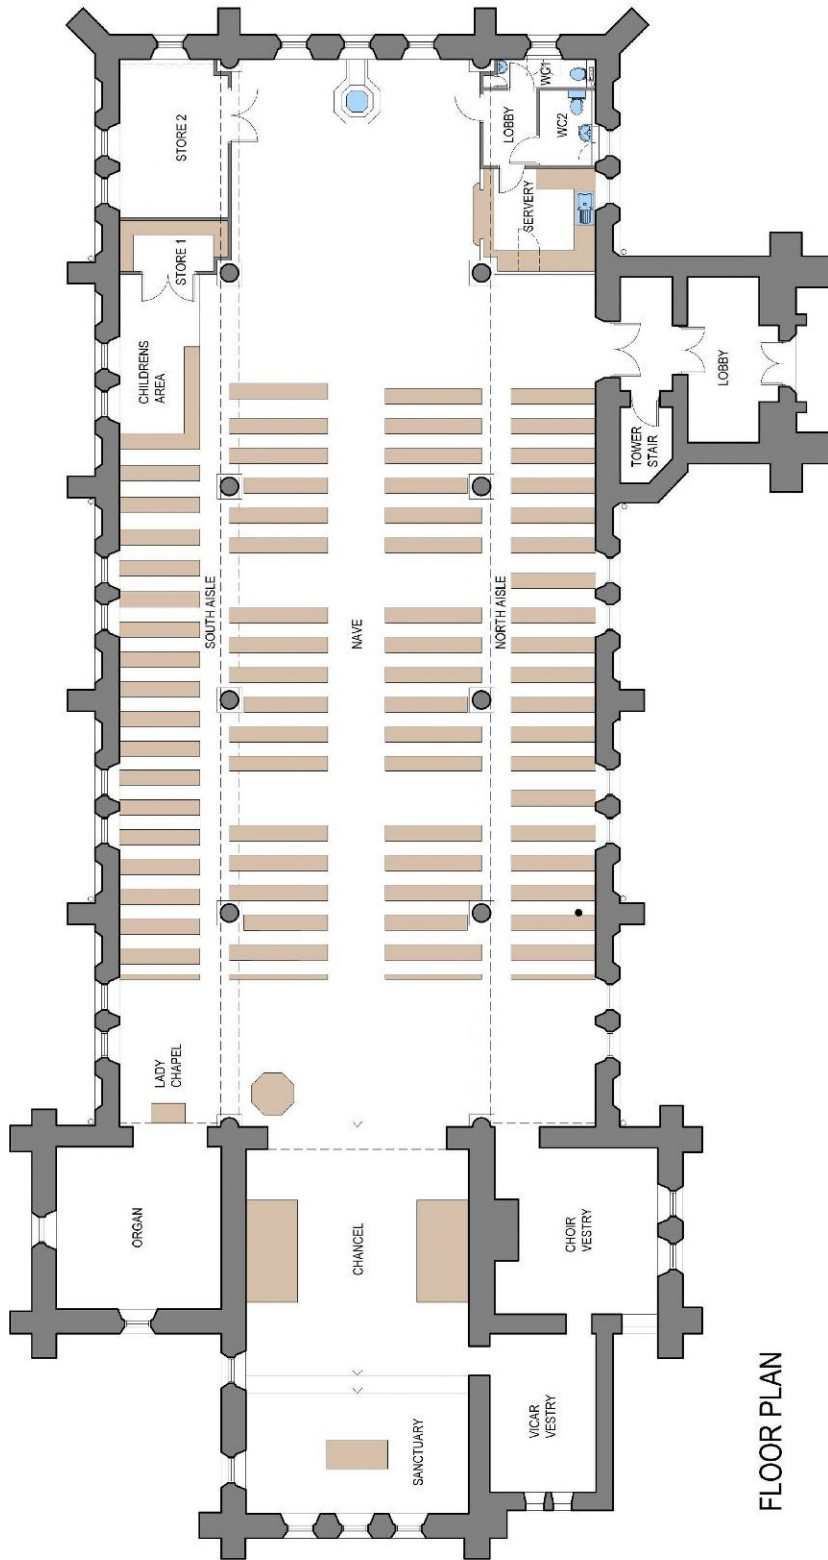 STORE 2
STORE 1
CHILDRENS
AREA
SOUTH AISLE
LADY
CHAPEL
ORGAN
NAVE
CHANCEL
SANCTUARY
NORTH AISLE
LOBBY
WC1
WC2
SERVERY
TOWER
STAIR
LOBBY
CHOIR
VESTRY
VICAR
VESTRY
FLOOR PLAN